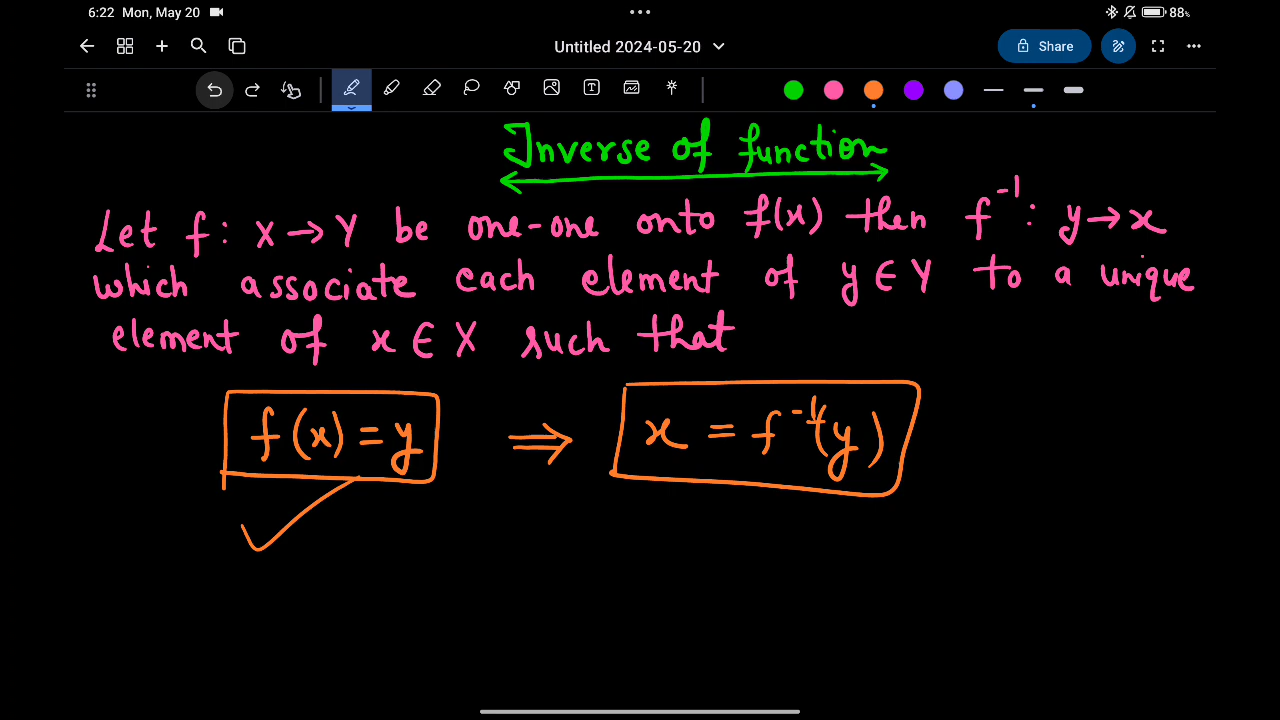 6:22 Mon, May 20
88%
Untitled 2024-05-20
Share
Inverse of function
Let f: X→Y be one-one onto f(x) then f⁻¹: y→x
which associate each element of y∈Y to a unique
element of x∈X such that
f(x)=y ⇒ x = f⁻¹(y)